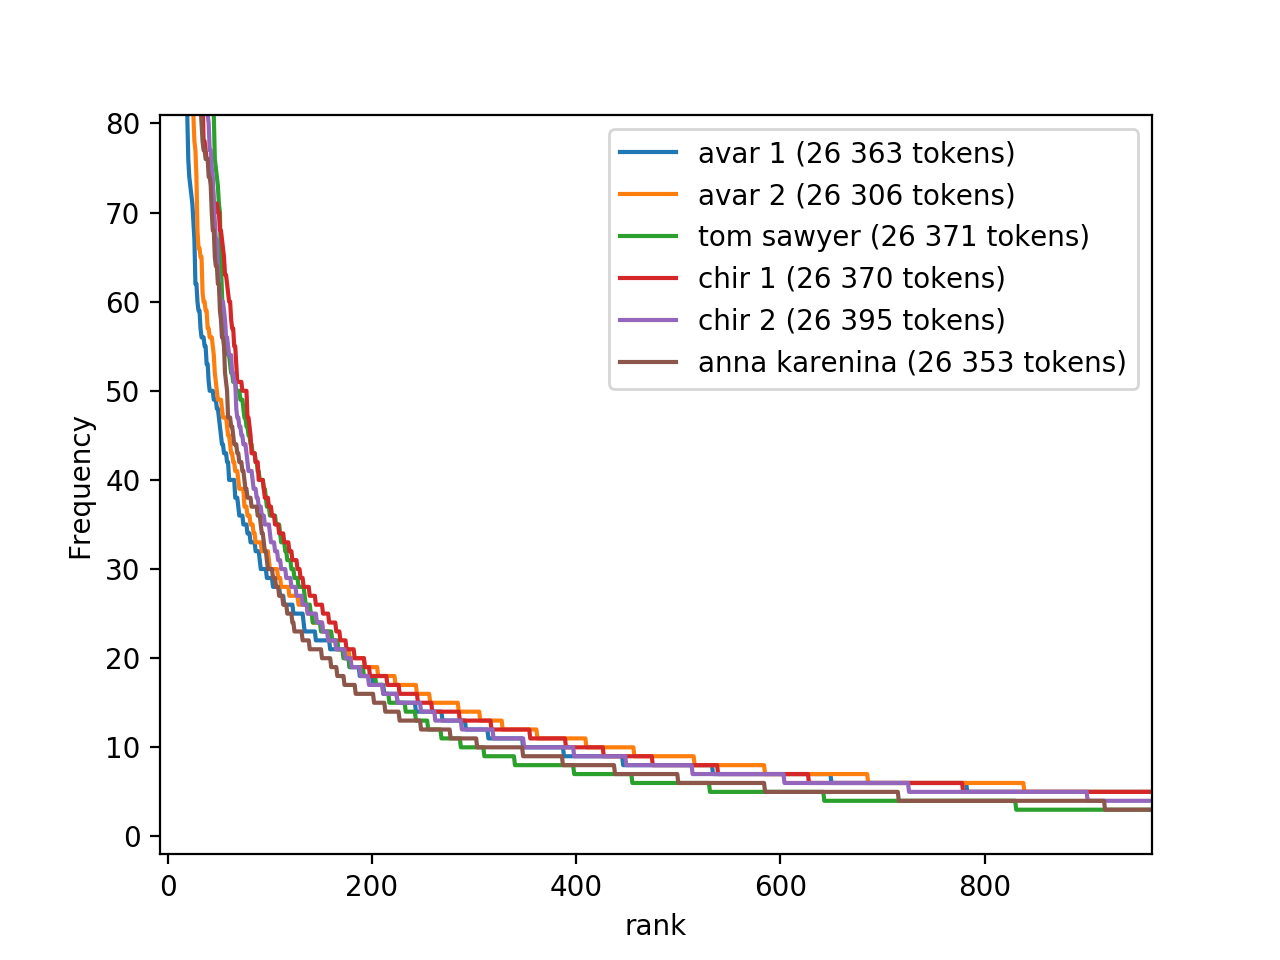 80
70
60
50
40
30
20
10
0
Frequency
avar 1 (26 363 tokens)
avar 2 (26 306 tokens)
tom sawyer (26 371 tokens)
chir 1 (26 370 tokens)
chir 2 (26 395 tokens)
anna karenina (26 353 tokens)
0 200 400 600 800
rank